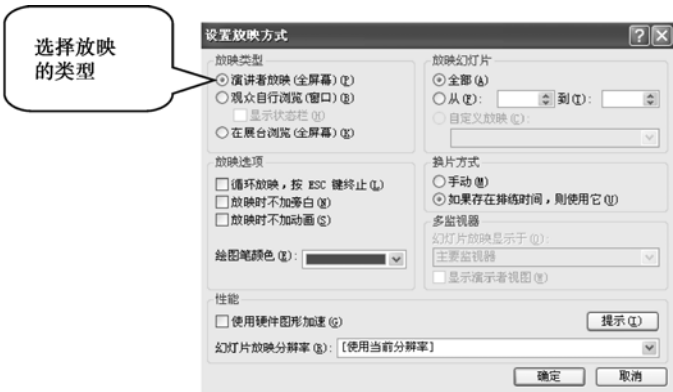 选择放映
的类型
设置放映方式
放映类型
演讲者放映(全屏幕)(P)
观众自行浏览(窗口)(B)
显示状态栏(H)
在展台浏览(全屏幕)(K)
放映幻灯片
全部(A)
从(F): 到(T):
自定义放映(C):
放映选项
循环放映，按 ESC 键终止(L)
放映时不加旁白(N)
放映时不加动画(S)
绘图笔颜色(E):
换片方式
手动(M)
如果存在排练时间，则使用它(U)
多监视器
幻灯片放映显示于(O):
主要监视器
显示演示者视图(W)
性能
使用硬件图形加速(G)
提示(I)
幻灯片放映分辨率(R): [使用当前分辨率]
确定 取消